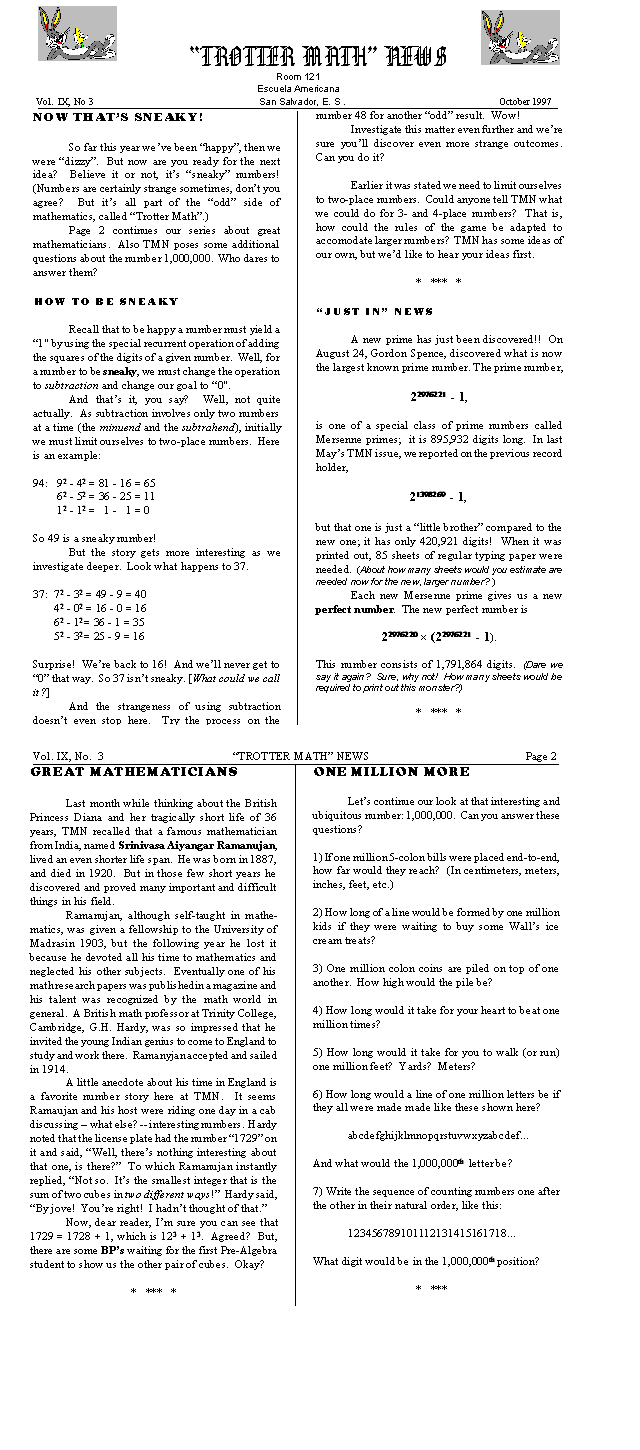 “TROTTER MATH” NEWS
Room 121
Escuela Americana
Vol. IX, No 3 San Salvador, E. S . October 1997
NOW THAT’S SNEAKY!
So far this year we’ve been “happy”, then we
were “dizzy”. But now are you ready for the next
idea? Believe it or not, it’s “sneaky” numbers!
(Numbers are certainly strange sometimes, don’t you
agree? But it’s all part of the “odd” side of
mathematics, called “Trotter Math”.)
Page 2 continues our series about great
mathematicians. Also TMN poses some additional
questions about the number 1,000,000. Who dares to
answer them?
HOW TO BE SNEAKY
Recall that to be happy a number must yield a
“1" by using the special recurrent operation of adding
the squares of the digits of a given number. Well, for
a number to be sneaky, we must change the operation
to subtraction and change our goal to “0".
And that’s it, you say? Well, not quite
actually. As subtraction involves only two numbers
at a time (the minuend and the subtrahend), initially
we must limit ourselves to two-place numbers. Here
is an example:
94: 9² - 4² = 81 - 16 = 65
6² - 5² = 36 - 25 = 11
1² - 1² = 1 - 1 = 0
So 49 is a sneaky number!
But the story gets more interesting as we
investigate deeper. Look what happens to 37.
37: 7² - 3² = 49 - 9 = 40
4² - 0² = 16 - 0 = 16
6² - 1² = 36 - 1 = 35
5² - 3² = 25 - 9 = 16
Surprise! We’re back to 16! And we’ll never get to
“0” that way. So 37 isn’t sneaky. [What could we call
it?]
And the strangeness of using subtraction
doesn’t even stop here. Try the process on the
number 48 for another “odd” result. Wow!
Investigate this matter even further and we’re
sure you’ll discover even more strange outcomes.
Can you do it?
Earlier it was stated we need to limit ourselves
to two-place numbers. Could anyone tell TMN what
we could do for 3- and 4-place numbers? That is,
how could the rules of the game be adapted to
accomodate larger numbers? TMN has some ideas of
our own, but we’d like to hear your ideas first.
* *** *
“JUST IN” NEWS
A new prime has just been discovered!! On
August 24, Gordon Spence, discovered what is now
the largest known prime number. The prime number,
2²⁹⁷⁶²²¹ - 1,
is one of a special class of prime numbers called
Mersenne primes; it is 895,932 digits long. In last
May’s TMN issue, we reported on the previous record
holder,
2¹³⁹⁸²⁶⁹ - 1,
but that one is just a “little brother” compared to the
new one; it has only 420,921 digits! When it was
printed out, 85 sheets of regular typing paper were
needed. (About how many sheets would you estimate are
needed now for the new, larger number? )
Each new Mersenne prime gives us a new
perfect number. The new perfect number is
2²⁹⁷⁶²²⁰ × (2²⁹⁷⁶²²¹ - 1).
This number consists of 1,791,864 digits. (Dare we
say it again? Sure, why not! How many sheets would be
required to print out this monster?)
* *** *
Vol. IX, No. 3 “TROTTER MATH” NEWS Page 2
GREAT MATHEMATICIANS
Last month while thinking about the British
Princess Diana and her tragically short life of 36
years, TMN recalled that a famous mathematician
from India, named Srinivasa Aiyangar Ramanujan,
lived an even shorter life span. He was born in 1887,
and died in 1920. But in those few short years he
discovered and proved many important and difficult
things in his field.
Ramanujan, although self-taught in mathe-
matics, was given a fellowship to the University of
Madras in 1903, but the following year he lost it
because he devoted all his time to mathematics and
neglected his other subjects. Eventually one of his
math research papers was published in a magazine and
his talent was recognized by the math world in
general. A British math professor at Trinity College,
Cambridge, G.H. Hardy, was so impressed that he
invited the young Indian genius to come to England to
study and work there. Ramanyjan accepted and sailed
in 1914.
A little anecdote about his time in England is
a favorite number story here at TMN. It seems
Ramaujan and his host were riding one day in a cab
discussing – what else? -- interesting numbers. Hardy
noted that the license plate had the number “1729” on
it and said, “Well, there’s nothing interesting about
that one, is there?” To which Ramanujan instantly
replied, “Not so. It’s the smallest integer that is the
sum of two cubes in two different ways!” Hardy said,
“By jove! You’re right! I hadn’t thought of that.”
Now, dear reader, I’m sure you can see that
1729 = 1728 + 1, which is 12³ + 1³. Agreed? But,
there are some BP’s waiting for the first Pre-Algebra
student to show us the other pair of cubes. Okay?
* *** *
ONE MILLION MORE
Let’s continue our look at that interesting and
ubiquitous number: 1,000,000. Can you answer these
questions?
1) If one million 5-colon bills were placed end-to-end,
how far would they reach? (In centimeters, meters,
inches, feet, etc.)
2) How long of a line would be formed by one million
kids if they were waiting to buy some Wall’s ice
cream treats?
3) One million colon coins are piled on top of one
another. How high would the pile be?
4) How long would it take for your heart to beat one
million times?
5) How long would it take for you to walk (or run)
one million feet? Yards? Meters?
6) How long would a line of one million letters be if
they all were made made like these shown here?
abcdefghijklmnopqrstuvwxyzabcdef...
And what would the 1,000,000ᵗʰ letter be?
7) Write the sequence of counting numbers one after
the other in their natural order, like this:
123456789101112131415161718...
What digit would be in the 1,000,000ᵗʰ position?
* ***